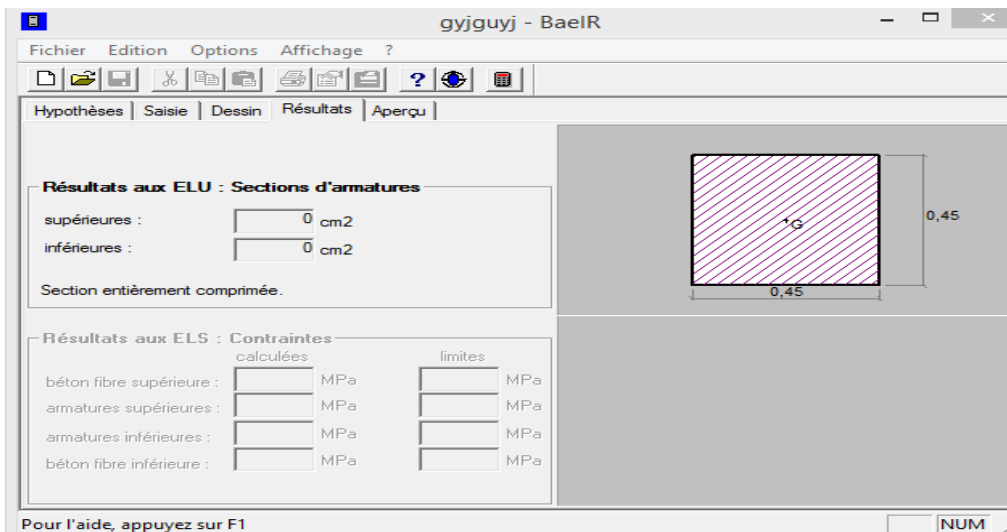 gyjguyj - BaelR
Fichier Edition Options Affichage ?
Hypothèses Saisie Dessin Résultats Aperçu
Résultats aux ELU : Sections d'armatures
supérieures : 0 cm2
inférieures : 0 cm2
Section entièrement comprimée.
G
0,45
0,45
Résultats aux ELS : Contraintes
calculées limites
béton fibre supérieure : MPa MPa
armatures supérieures : MPa MPa
armatures inférieures : MPa MPa
béton fibre inférieure : MPa MPa
Pour l'aide, appuyez sur F1
NUM